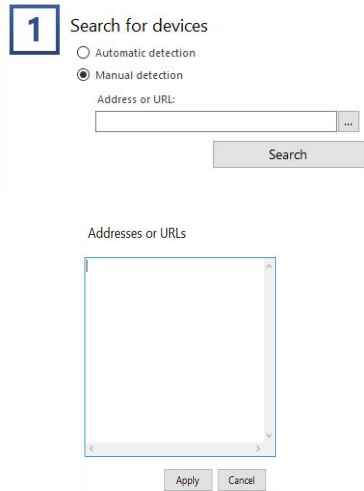 1
Search for devices
Automatic detection
Manual detection
Address or URL:
...
Search
Addresses or URLs
Apply Cancel